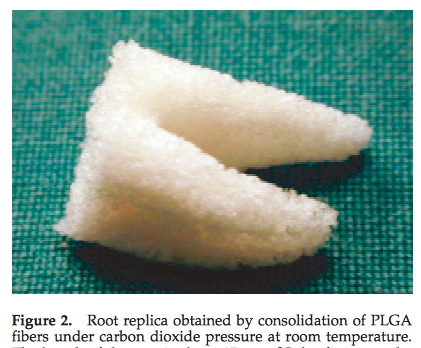 Figure 2. Root replica obtained by consolidation of PLGA
fibers under carbon dioxide pressure at room temperature.